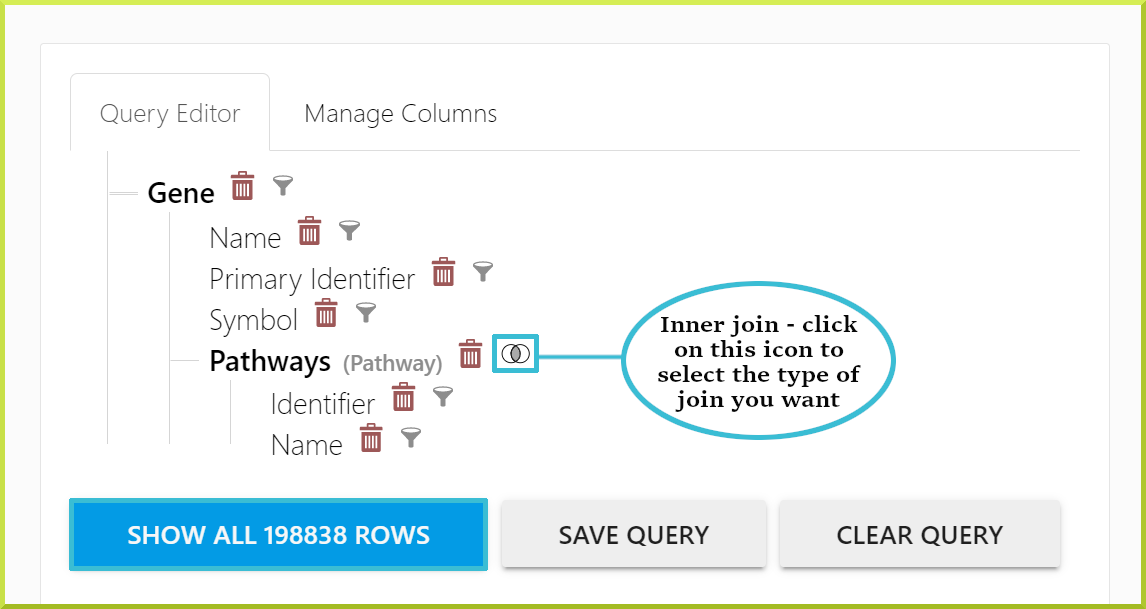 Query Editor
Manage Columns
Gene
Name
Primary Identifier
Symbol
Pathways (Pathway)
Identifier
Name
Inner join - click
on this icon to
select the type of
join you want
SHOW ALL 198838 ROWS
SAVE QUERY
CLEAR QUERY